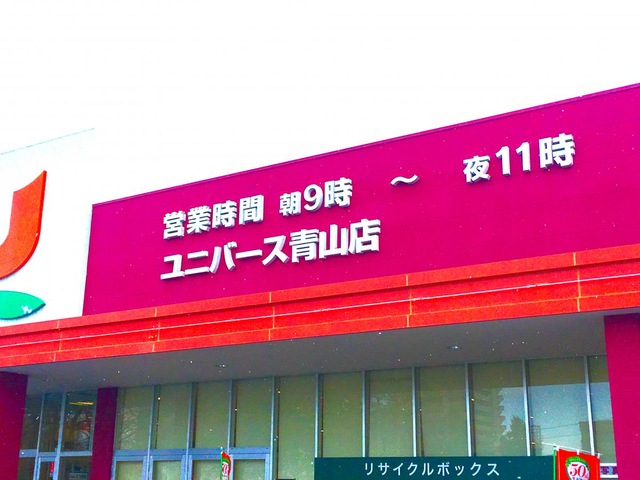 営業時間 朝9時 〜 夜11時
ユニバース青山店
リサイクルボックス
50